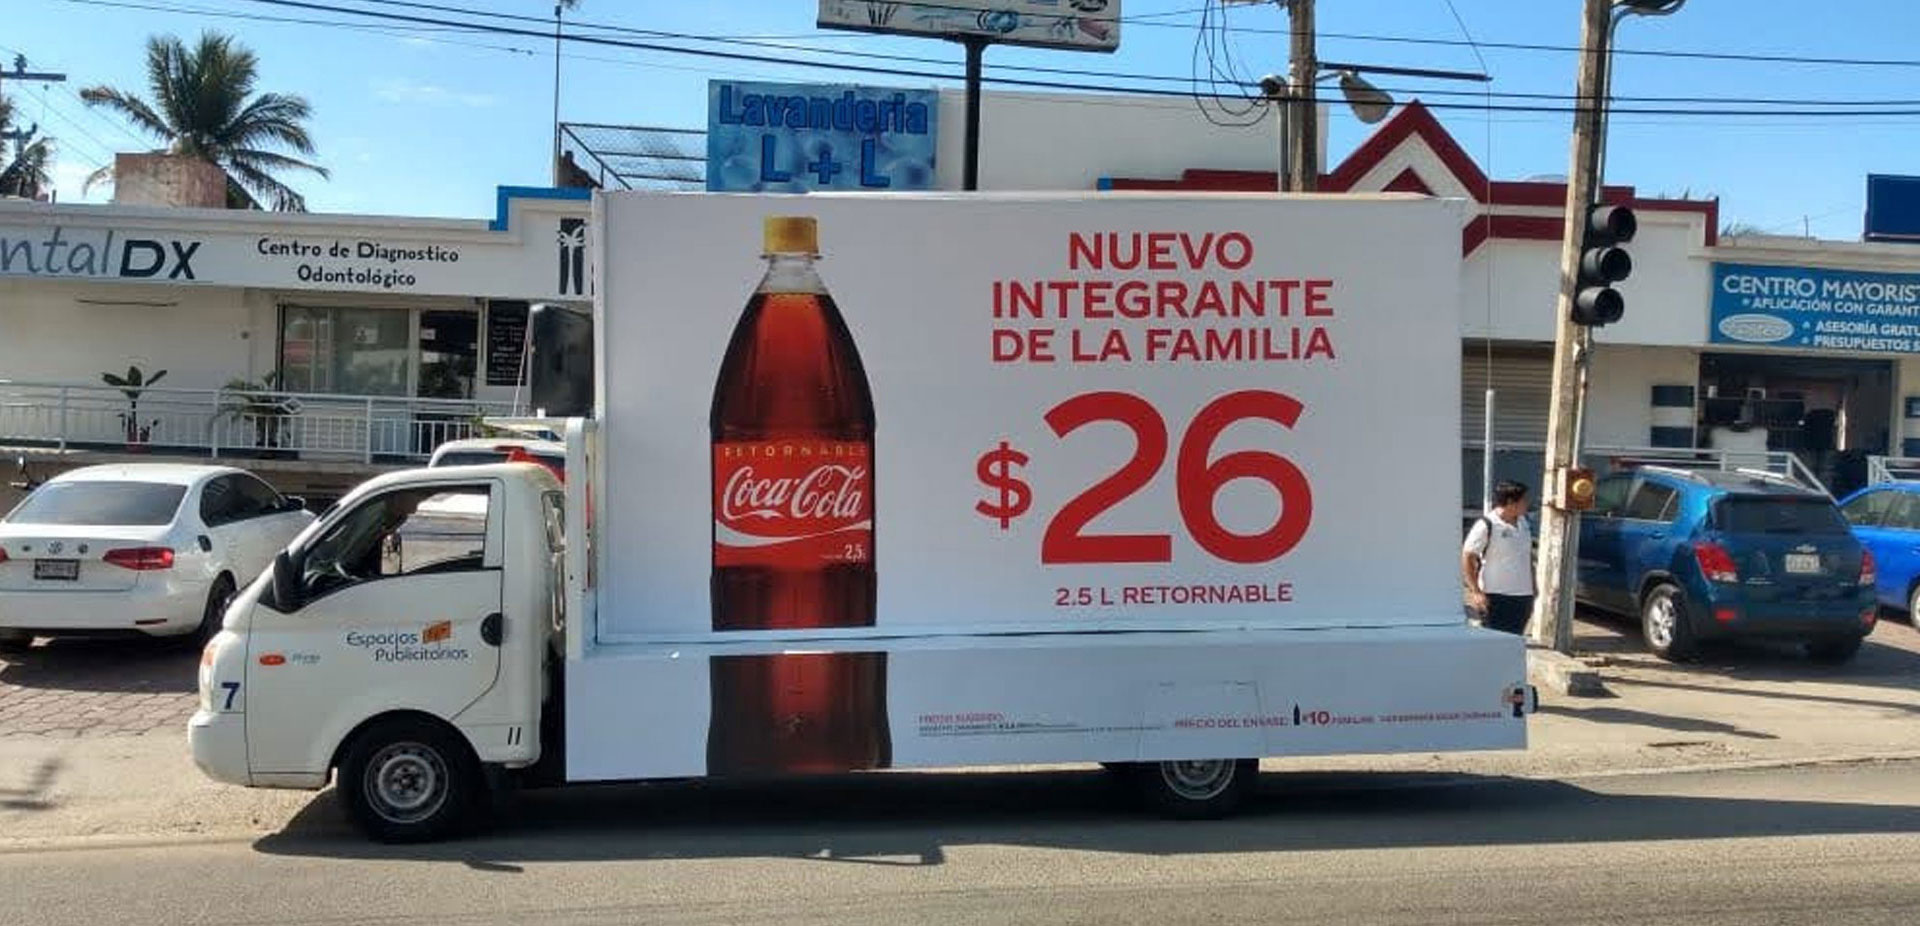 Lavanderia
L + L
ntal DX
Centro de Diagnostico
Odontológico
NUEVO
INTEGRANTE
DE LA FAMILIA
$26
2.5 L RETORNABLE
RETORNABLE
Coca-Cola
2,5
CENTRO MAYORIST
* APLICACIÓN CON GARANT
* ASESORÍA GRATU
* PRESUPUESTOS S
Espacios
Publicitarios
7
PRECIO DEL ENVASE: $10